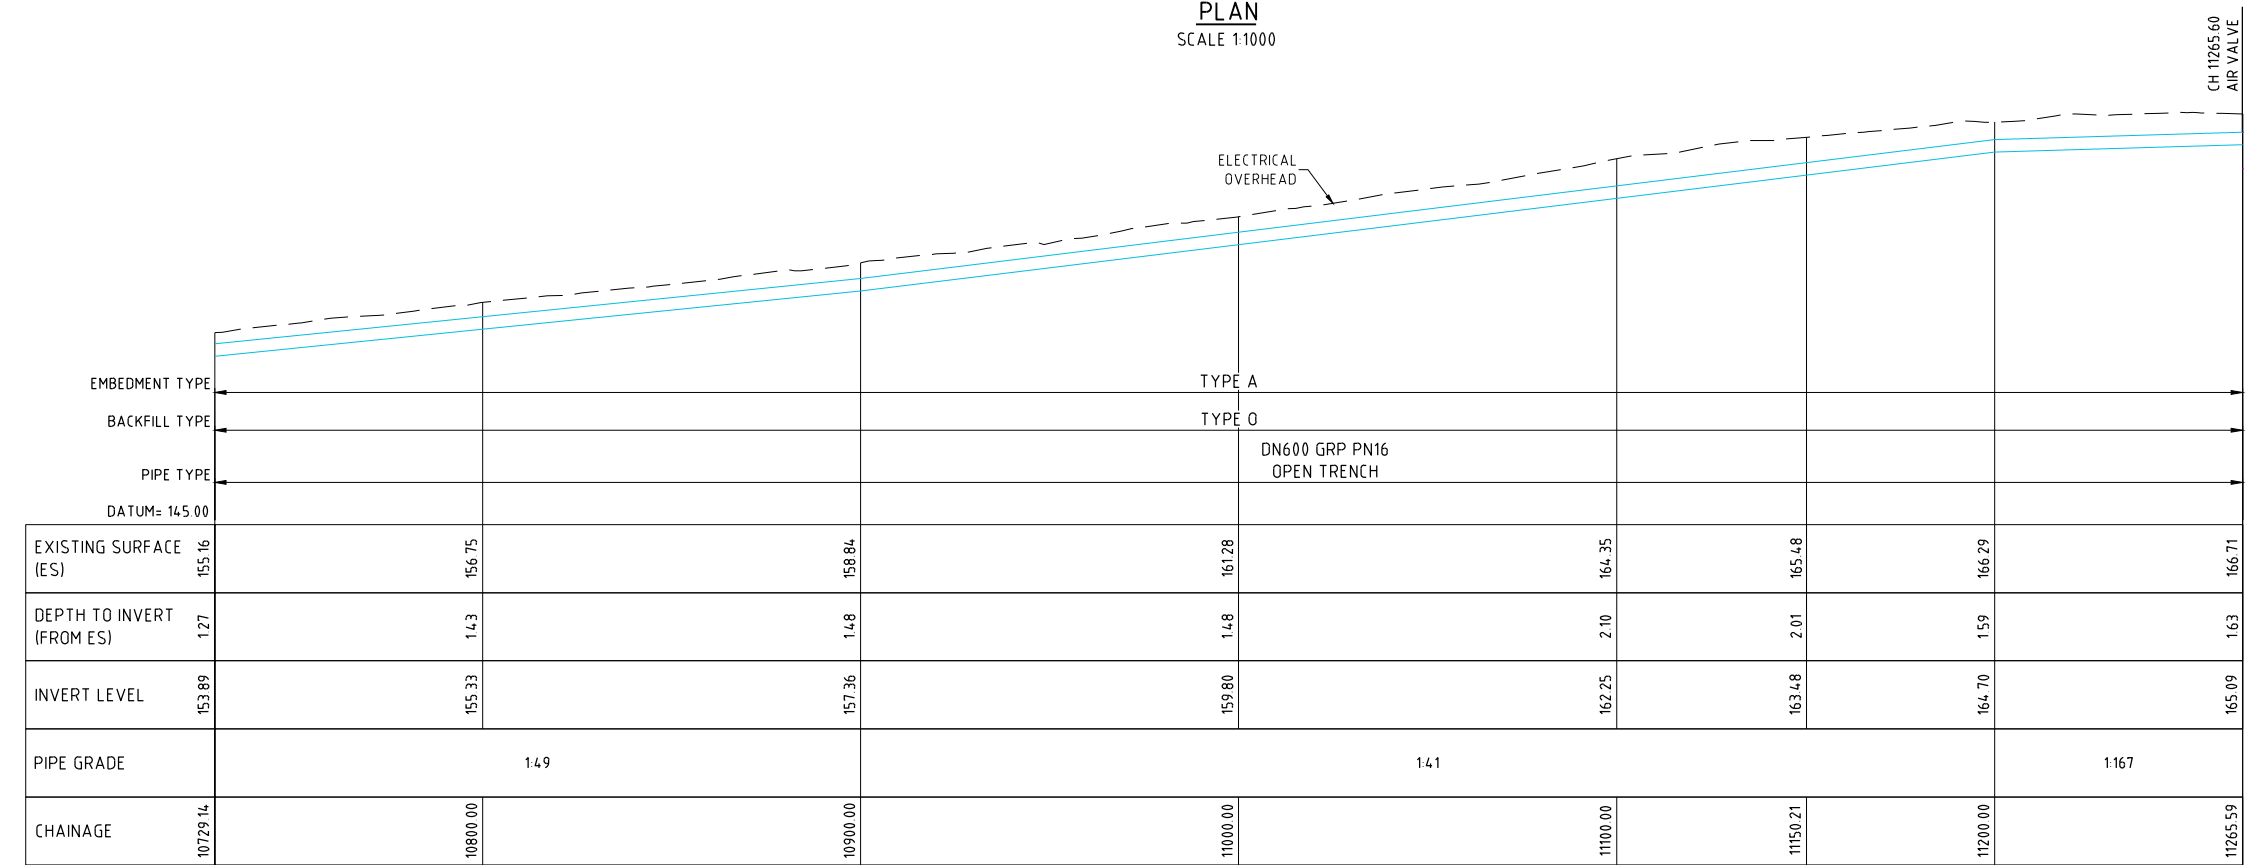 PLAN
SCALE 1:1000
CH 11265.60
AIR VALVE
ELECTRICAL
OVERHEAD
EMBEDMENT TYPE
TYPE A
BACKFILL TYPE
TYPE O
DN600 GRP PN16
OPEN TRENCH
PIPE TYPE
DATUM= 145.00
EXISTING SURFACE
(ES)
155.16 156.75 158.84 161.28 164.35 165.48 166.29 166.71
DEPTH TO INVERT
(FROM ES)
1.27 1.43 1.48 1.48 2.10 2.01 1.59 1.63
INVERT LEVEL 153.89 155.33 157.36 159.80 162.25 163.48 164.70 165.09
PIPE GRADE 1:49 1:41 1:167
CHAINAGE 10729.14 10800.00 10900.00 11000.00 11100.00 11150.21 11200.00 11265.59